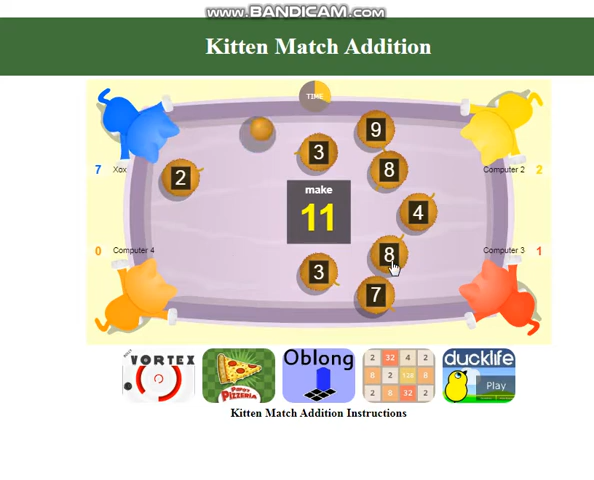 www.BANDICAM.com
Kitten Match Addition
TIME
9
3
8
7 Xox
Computer 2 2
2
make
11
4
0 Computer 4
Computer 3 1
8
3
7
VORTEX
PAPA'S
PIZZERIA
Oblong
2 32 4 2
8 2 128 8
2 8 32 2
ducklife
Play
Kitten Match Addition Instructions